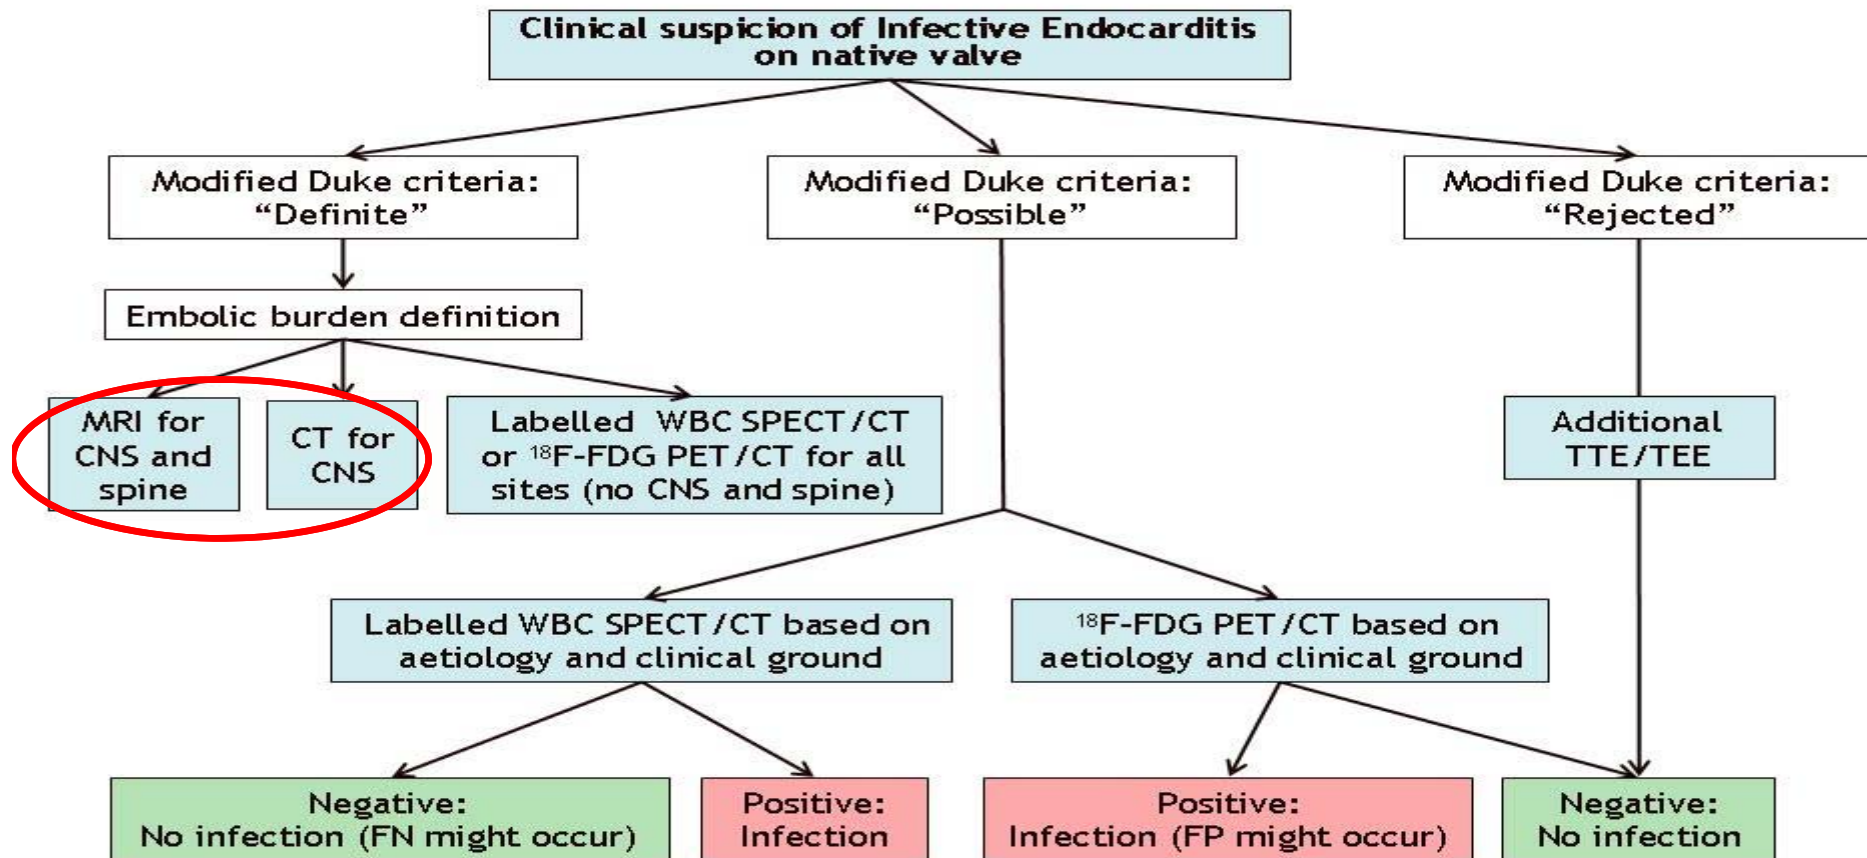 Clinical suspicion of Infective Endocarditis
on native valve
Modified Duke criteria:
“Definite”
Modified Duke criteria:
“Possible”
Modified Duke criteria:
“Rejected”
Embolic burden definition
MRI for
CNS and
spine
CT for
CNS
Labelled WBC SPECT/CT
or ¹⁸F-FDG PET/CT for all
sites (no CNS and spine)
Additional
TTE/TEE
Labelled WBC SPECT/CT based on
aetiology and clinical ground
¹⁸F-FDG PET/CT based on
aetiology and clinical ground
Negative:
No infection (FN might occur)
Positive:
Infection
Positive:
Infection (FP might occur)
Negative:
No infection